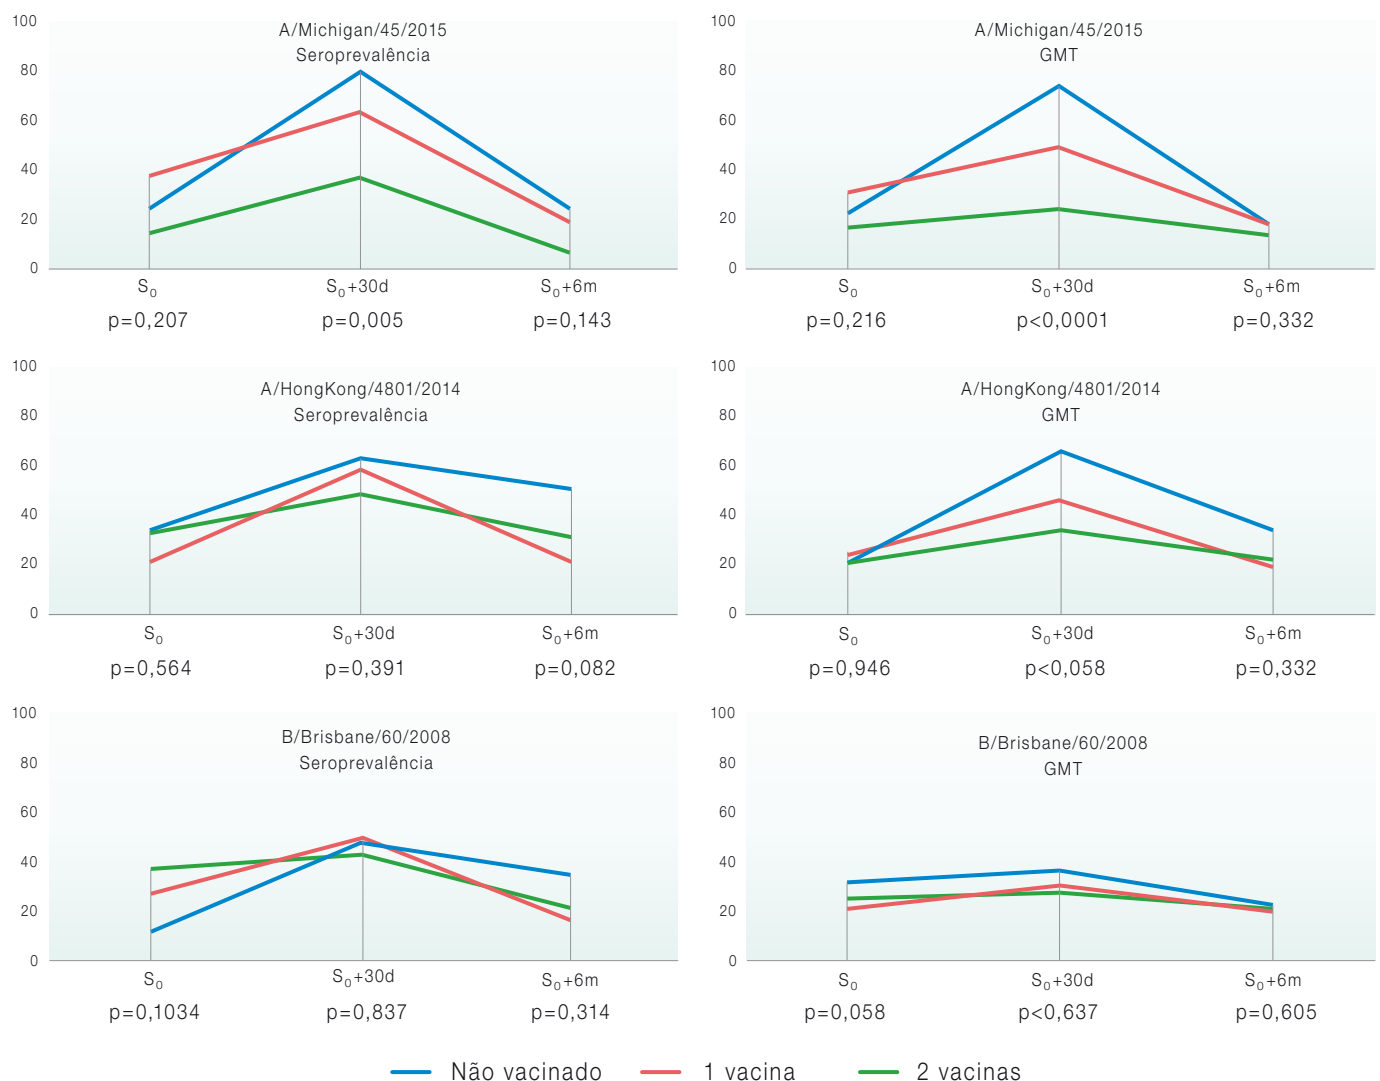 A/Michigan/45/2015
Seroprevalência
100
80
60
40
20
0
S₀ S₀+30d S₀+6m
p=0,207 p=0,005 p=0,143
A/Michigan/45/2015
GMT
100
80
60
40
20
0
S₀ S₀+30d S₀+6m
p=0,216 p<0,0001 p=0,332
A/HongKong/4801/2014
Seroprevalência
100
80
60
40
20
0
S₀ S₀+30d S₀+6m
p=0,564 p=0,391 p=0,082
A/HongKong/4801/2014
GMT
100
80
60
40
20
0
S₀ S₀+30d S₀+6m
p=0,946 p<0,058 p=0,332
B/Brisbane/60/2008
Seroprevalência
100
80
60
40
20
0
S₀ S₀+30d S₀+6m
p=0,1034 p=0,837 p=0,314
B/Brisbane/60/2008
GMT
100
80
60
40
20
0
S₀ S₀+30d S₀+6m
p=0,058 p<0,637 p=0,605
Não vacinado 1 vacina 2 vacinas